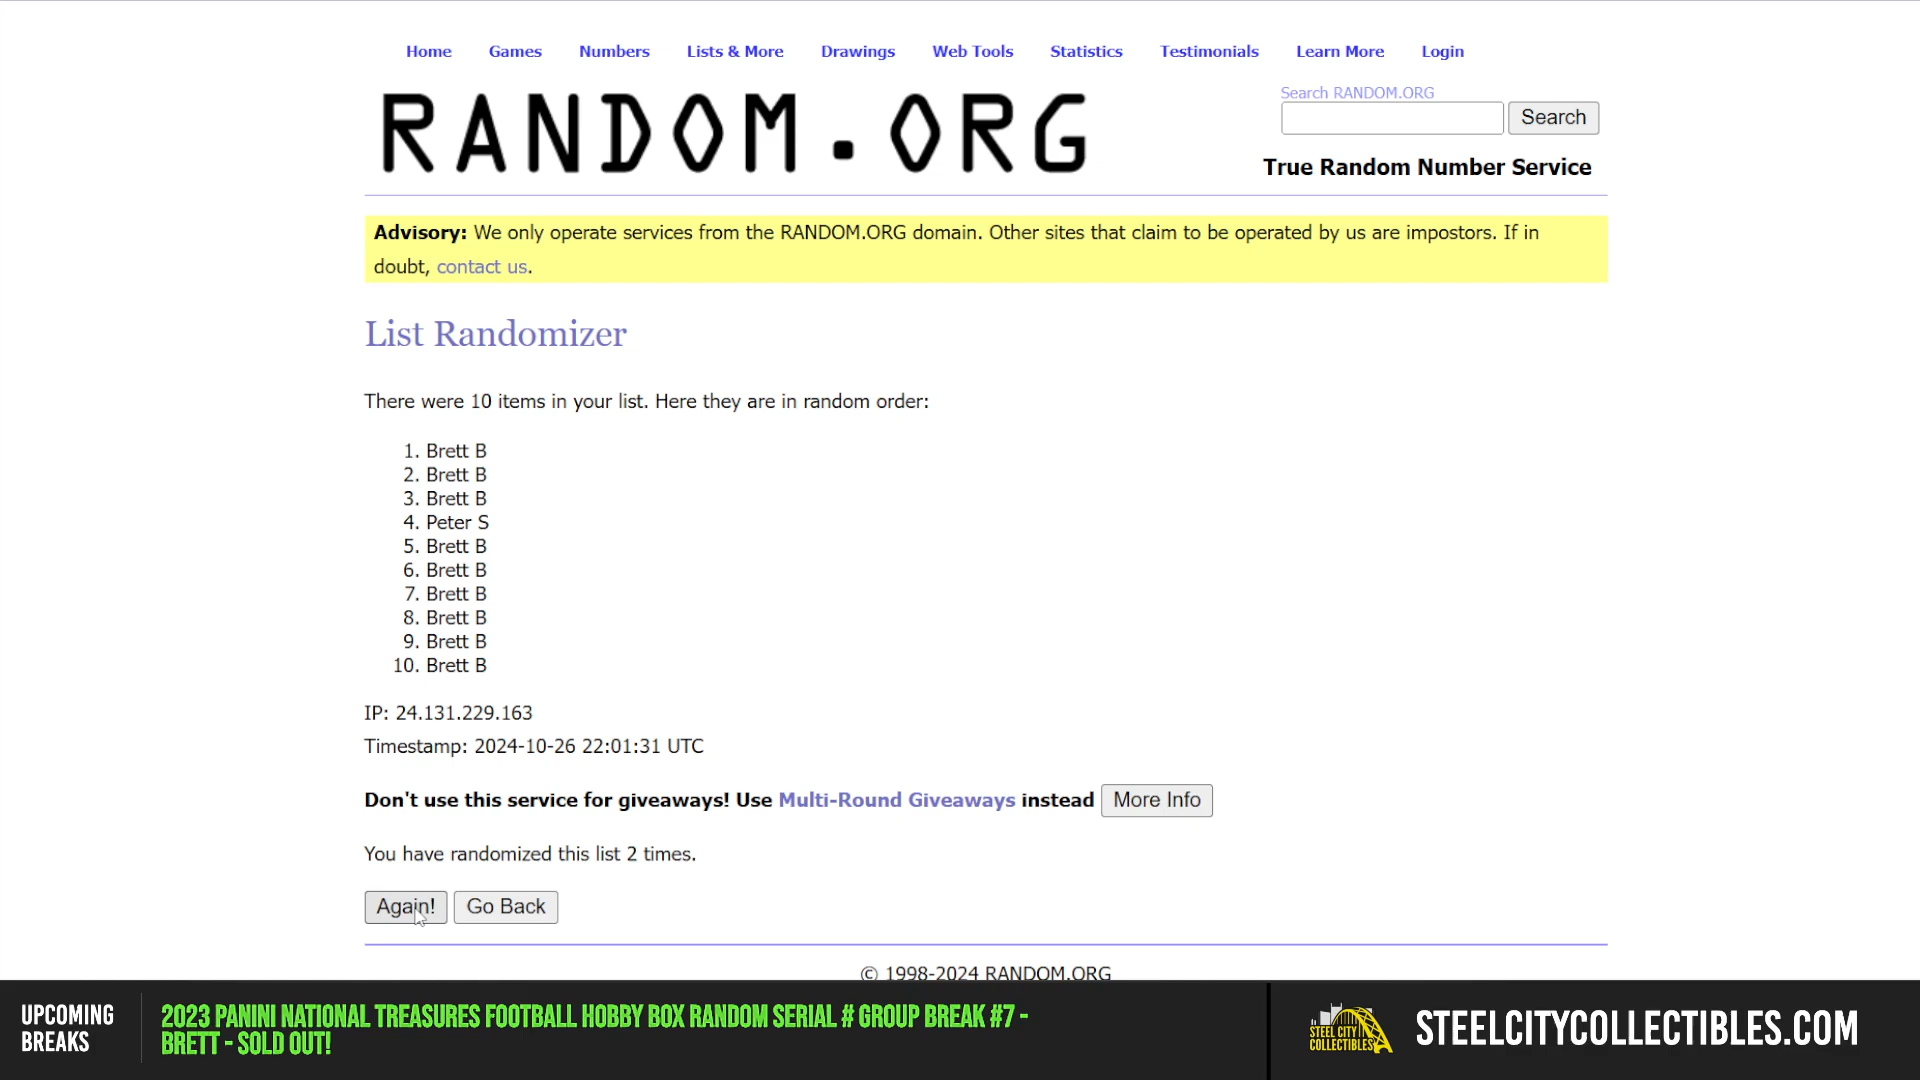 Home Games Numbers Lists & More Drawings Web Tools Statistics Testimonials Learn More Login
RANDOM.ORG
Search RANDOM.ORG
Search
True Random Number Service
Advisory: We only operate services from the RANDOM.ORG domain. Other sites that claim to be operated by us are impostors. If in
doubt, contact us.
List Randomizer
There were 10 items in your list. Here they are in random order:
1. Brett B
2. Brett B
3. Brett B
4. Peter S
5. Brett B
6. Brett B
7. Brett B
8. Brett B
9. Brett B
10. Brett B
IP: 24.131.229.163
Timestamp: 2024-10-26 22:01:31 UTC
Don't use this service for giveaways! Use Multi-Round Giveaways instead More Info
You have randomized this list 2 times.
Again! Go Back
© 1998-2024 RANDOM.ORG
UPCOMING
BREAKS
2023 PANINI NATIONAL TREASURES FOOTBALL HOBBY BOX RANDOM SERIAL # GROUP BREAK #7 -
BRETT - SOLD OUT!
STEEL CITY
COLLECTIBLES
STEELCITYCOLLECTIBLES.COM